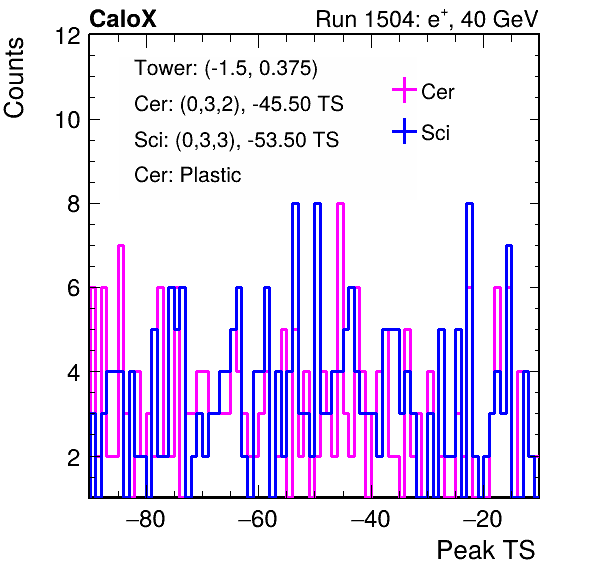 CaloX Run 1504: e+, 40 GeV
Counts
12
10
8
6
4
2
Tower: (-1.5, 0.375)
Cer: (0,3,2), -45.50 TS
Sci: (0,3,3), -53.50 TS
Cer: Plastic
Cer
Sci
−80 −60 −40 −20
Peak TS